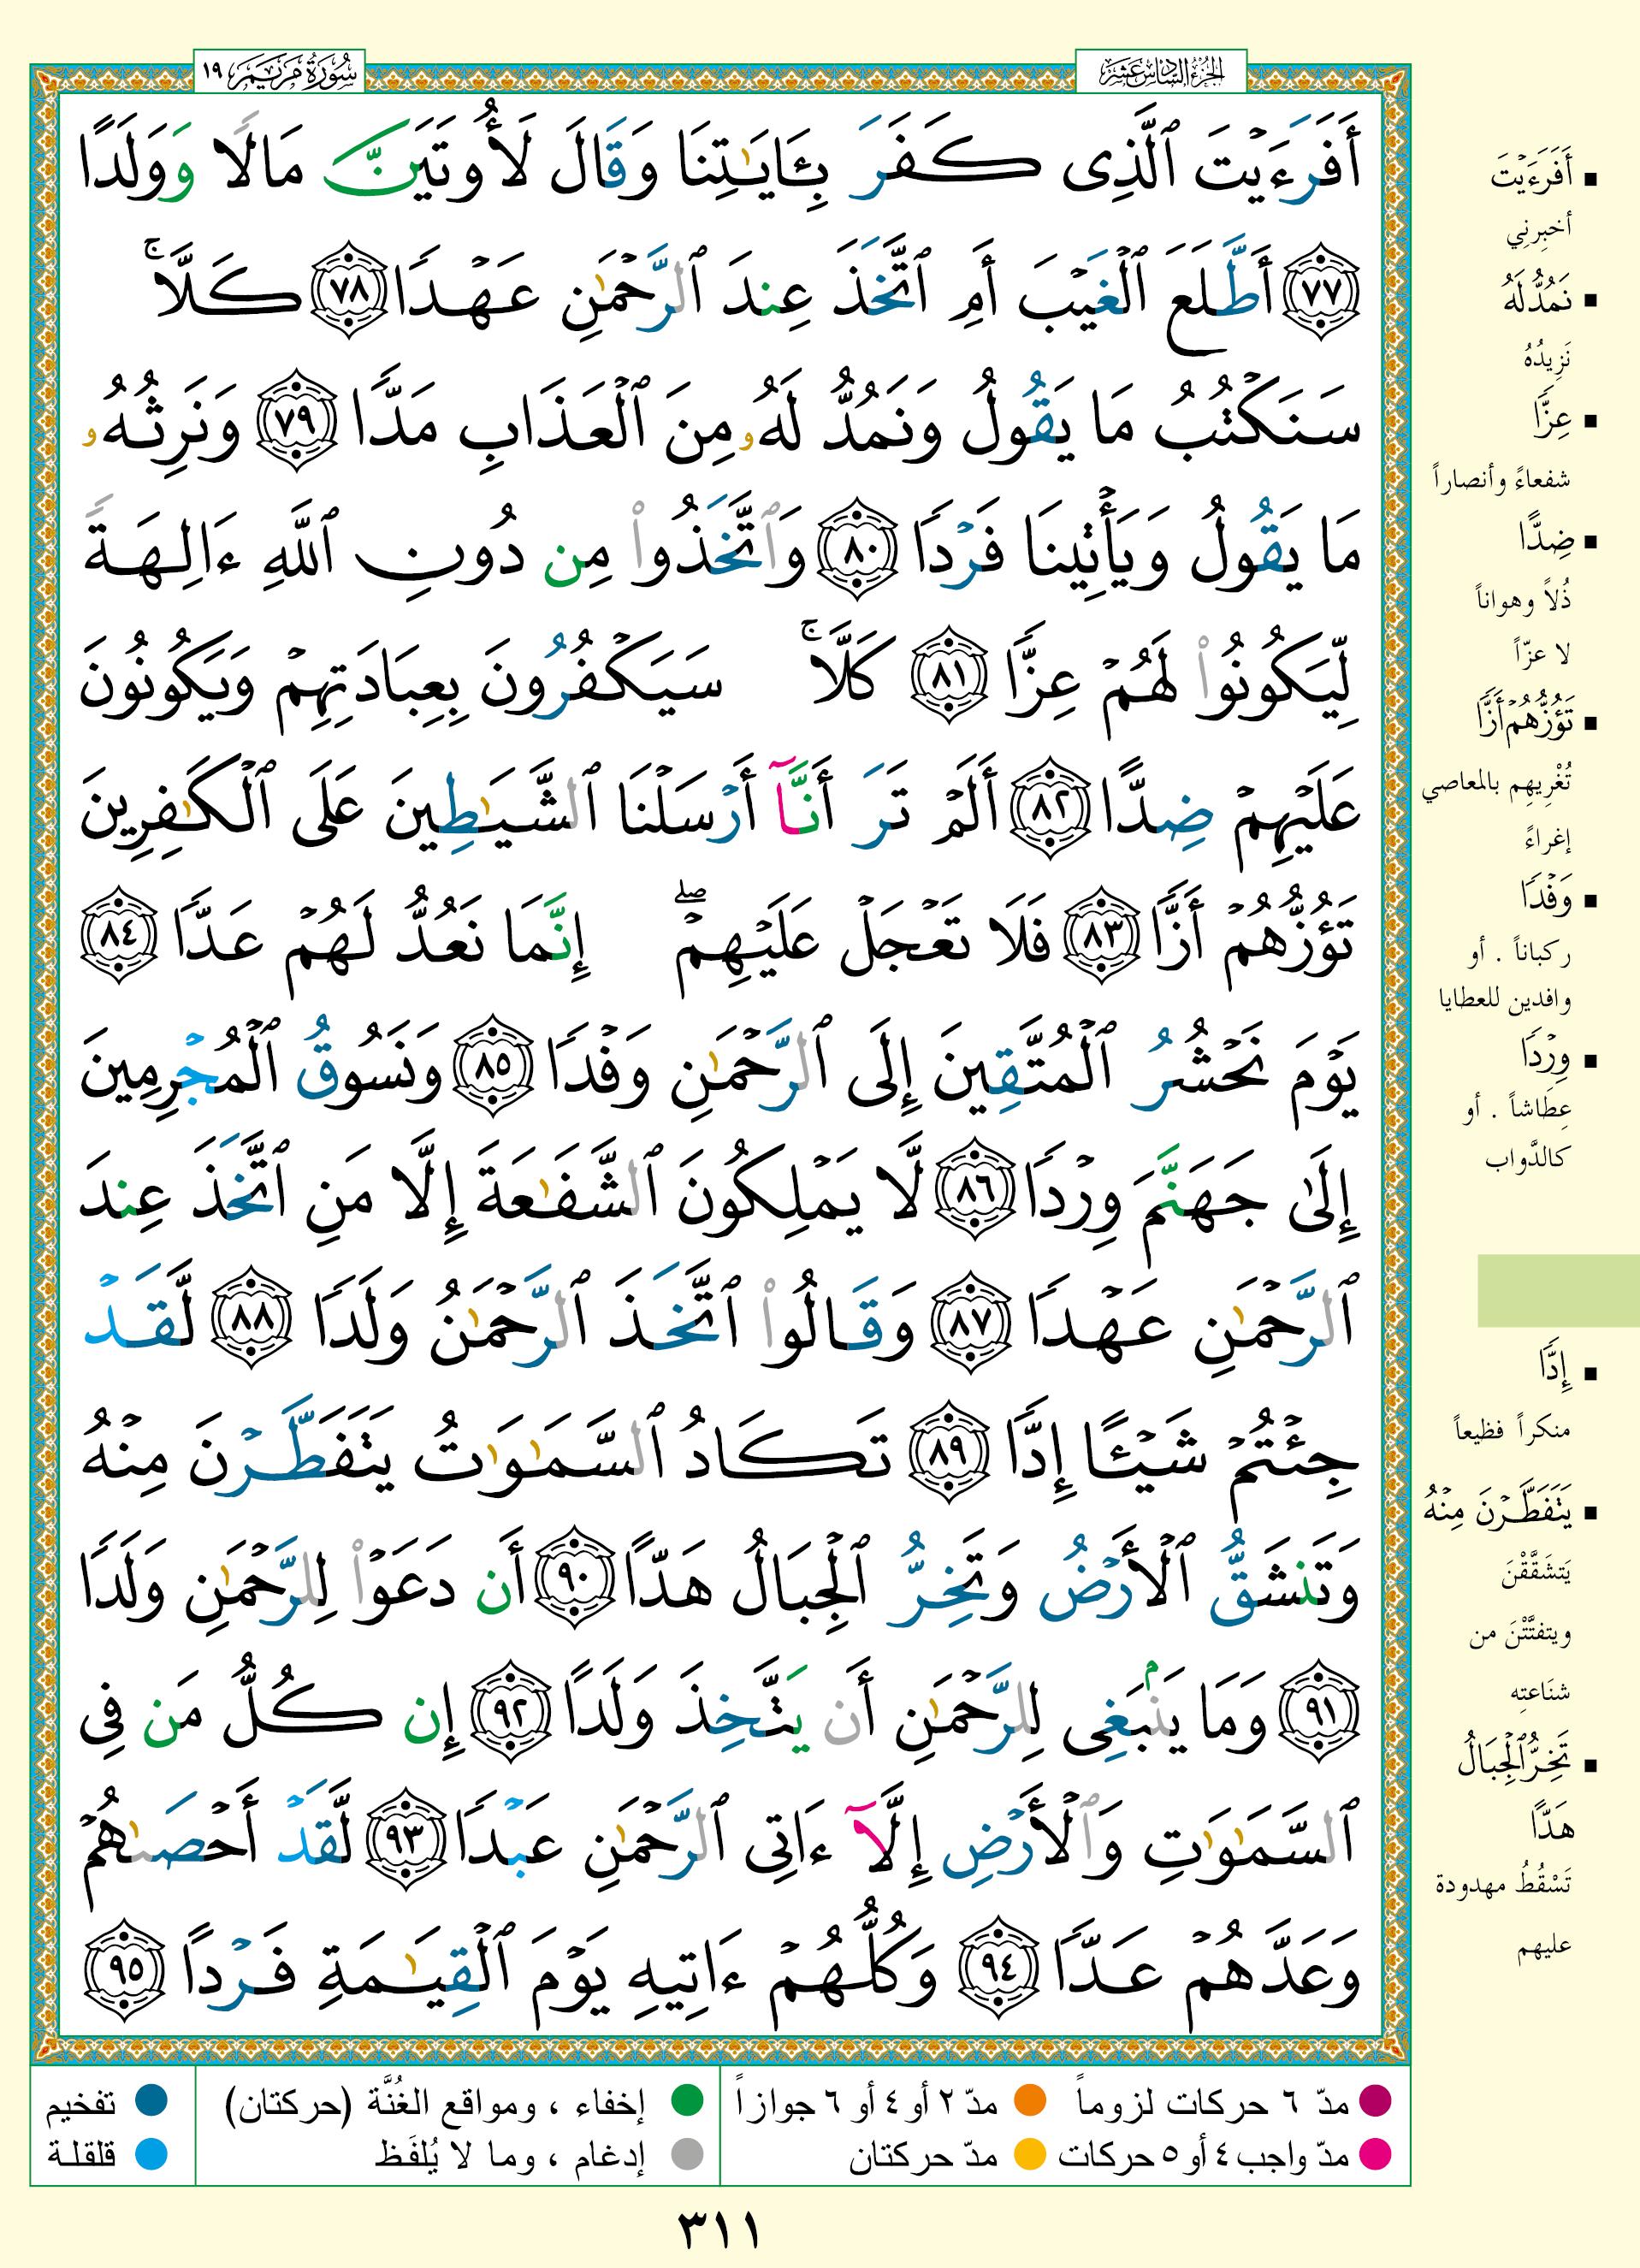 الجزء السادس عشر
سورة مريم ١٩
أَفَرَءَيْتَ ٱلَّذِى كَفَرَ بِـَٔايَـٰتِنَا وَقَالَ لَأُوتَيَنَّ مَالًا وَوَلَدًا
﴿٧٧﴾ أَطَّلَعَ ٱلْغَيْبَ أَمِ ٱتَّخَذَ عِندَ ٱلرَّحْمَـٰنِ عَهْدًا ﴿٧٨﴾ كَلَّا ۚ
سَنَكْتُبُ مَا يَقُولُ وَنَمُدُّ لَهُۥ مِنَ ٱلْعَذَابِ مَدًّا ﴿٧٩﴾ وَنَرِثُهُۥ
مَا يَقُولُ وَيَأْتِينَا فَرْدًا ﴿٨٠﴾ وَٱتَّخَذُوا۟ مِن دُونِ ٱللَّهِ ءَالِهَةً
لِّيَكُونُوا۟ لَهُمْ عِزًّا ﴿٨١﴾ كَلَّا ۚ سَيَكْفُرُونَ بِعِبَادَتِهِمْ وَيَكُونُونَ
عَلَيْهِمْ ضِدًّا ﴿٨٢﴾ أَلَمْ تَرَ أَنَّآ أَرْسَلْنَا ٱلشَّيَـٰطِينَ عَلَى ٱلْكَـٰفِرِينَ
تَؤُزُّهُمْ أَزًّا ﴿٨٣﴾ فَلَا تَعْجَلْ عَلَيْهِمْ ۖ إِنَّمَا نَعُدُّ لَهُمْ عَدًّا ﴿٨٤﴾
يَوْمَ نَحْشُرُ ٱلْمُتَّقِينَ إِلَى ٱلرَّحْمَـٰنِ وَفْدًا ﴿٨٥﴾ وَنَسُوقُ ٱلْمُجْرِمِينَ
إِلَىٰ جَهَنَّمَ وِرْدًا ﴿٨٦﴾ لَّا يَمْلِكُونَ ٱلشَّفَـٰعَةَ إِلَّا مَنِ ٱتَّخَذَ عِندَ
ٱلرَّحْمَـٰنِ عَهْدًا ﴿٨٧﴾ وَقَالُوا۟ ٱتَّخَذَ ٱلرَّحْمَـٰنُ وَلَدًا ﴿٨٨﴾ لَّقَدْ
جِئْتُمْ شَيْـًٔا إِدًّا ﴿٨٩﴾ تَكَادُ ٱلسَّمَـٰوَٰتُ يَتَفَطَّرْنَ مِنْهُ
وَتَنشَقُّ ٱلْأَرْضُ وَتَخِرُّ ٱلْجِبَالُ هَدًّا ﴿٩٠﴾ أَن دَعَوْا۟ لِلرَّحْمَـٰنِ وَلَدًا
﴿٩١﴾ وَمَا يَنۢبَغِى لِلرَّحْمَـٰنِ أَن يَتَّخِذَ وَلَدًا ﴿٩٢﴾ إِن كُلُّ مَن فِى
ٱلسَّمَـٰوَٰتِ وَٱلْأَرْضِ إِلَّآ ءَاتِى ٱلرَّحْمَـٰنِ عَبْدًا ﴿٩٣﴾ لَّقَدْ أَحْصَىٰهُمْ
وَعَدَّهُمْ عَدًّا ﴿٩٤﴾ وَكُلُّهُمْ ءَاتِيهِ يَوْمَ ٱلْقِيَـٰمَةِ فَرْدًا ﴿٩٥﴾
أَفَرَءَيْتَ
أخبِرنِي
نَمُدُّ لَهُ
نَزِيدُهُ
عِزًّا
شفعاءً وأنصاراً
ضِدًّا
ذُلاً وهواناً
لا عزّاً
تَؤُزُّهُمْ أَزًّا
تُغْرِيهِم بالمعاصي
إغراءً
وَفْدًا
ركباناً . أو
وافدين للعطايا
وِرْدًا
عِطَاشاً . أو
كالدَّواب
إِدًّا
منكراً فظيعاً
يَتَفَطَّرْنَ مِنْهُ
يَتشَقَّقْنَ
ويتفتَّتْنَ من
شنَاعتِه
تَخِرُّ ٱلْجِبَالُ
هَدًّا
تَسْقُطُ مهدودة
عليهم
مدّ ٦ حركات لزوماً مدّ ٢ أو ٤ أو ٦ جوازاً إخفاء ، ومواقع الغُنَّة (حركتان) تفخيم
مدّ واجب ٤ أو ٥ حركات مدّ حركتان إدغام ، وما لا يُلفَظ قلقلة
٣١١